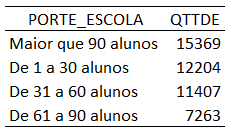 PORTE_ESCOLA QTTDE
Maior que 90 alunos 15369
De 1 a 30 alunos 12204
De 31 a 60 alunos 11407
De 61 a 90 alunos 7263